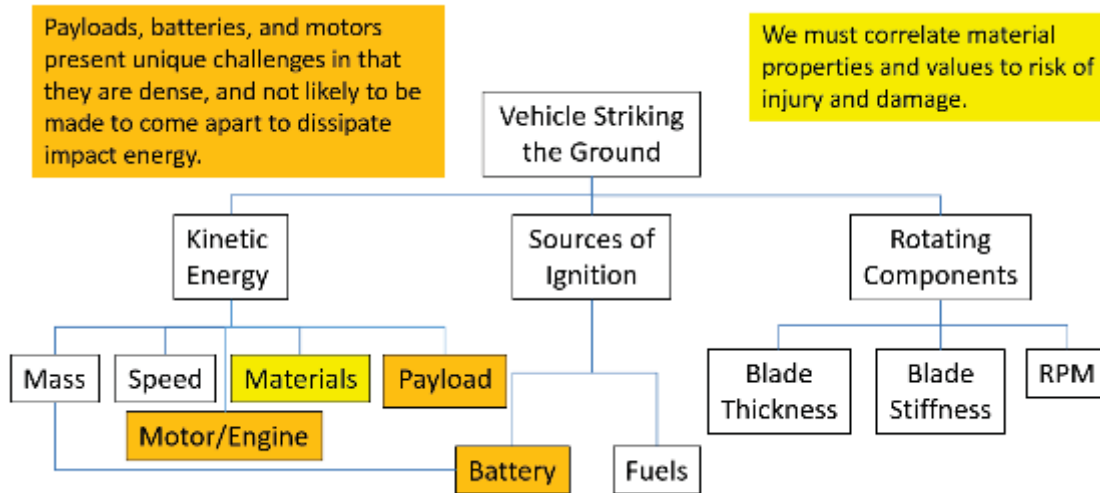 Payloads, batteries, and motors
present unique challenges in that
they are dense, and not likely to be
made to come apart to dissipate
impact energy.
We must correlate material
properties and values to risk of
injury and damage.
Vehicle Striking
the Ground
Kinetic
Energy
Sources of
Ignition
Rotating
Components
Mass
Speed
Materials
Payload
Motor/Engine
Battery
Fuels
Blade
Thickness
Blade
Stiffness
RPM